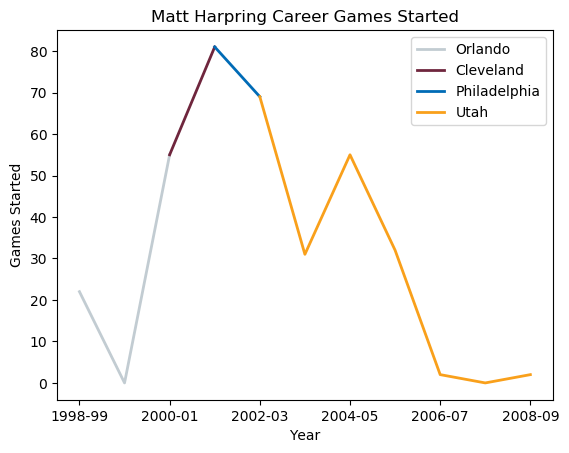 Matt Harpring Career Games Started
Orlando
Cleveland
Philadelphia
Utah
Games Started
80
70
60
50
40
30
20
10
0
1998-99 2000-01 2002-03 2004-05 2006-07 2008-09
Year